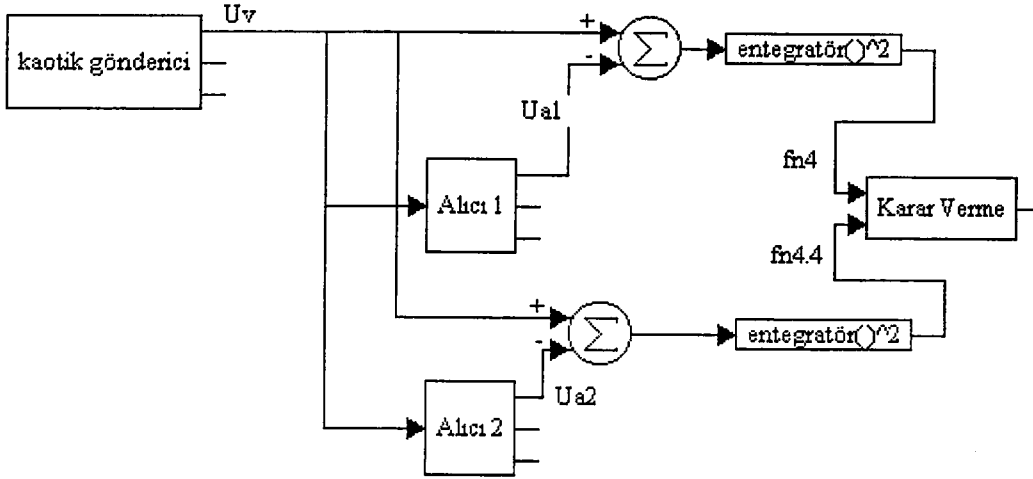 Uv
kaotik gönderici
+
-
Σ
entegratör()^2
Ua1
fn4
Alıcı 1
Karar Verme
fn4.4
+
-
Σ
entegratör()^2
Ua2
Alıcı 2